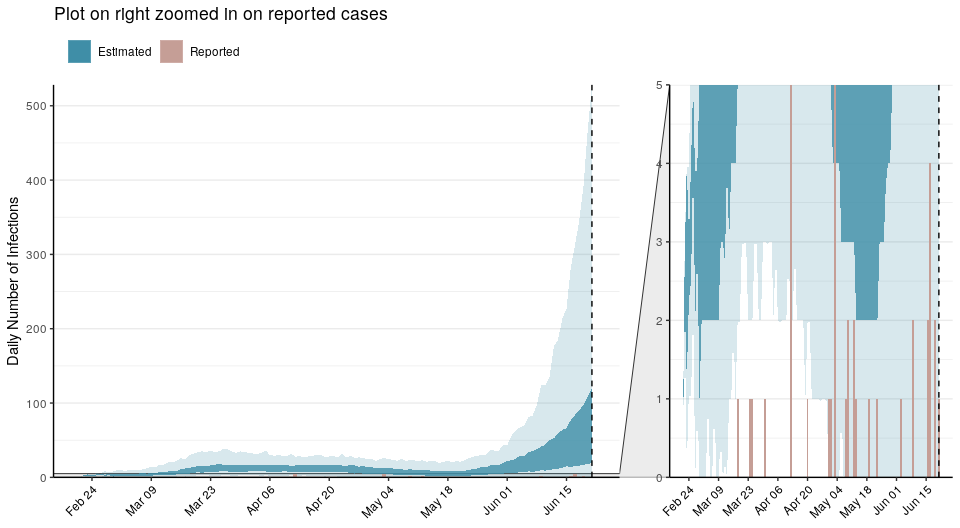 Plot on right zoomed in on reported cases
Estimated Reported
Daily Number of Infections
500
400
300
200
100
0
Feb 24 Mar 09 Mar 23 Apr 06 Apr 20 May 04 May 18 Jun 01 Jun 15
5
4
3
2
1
0
Feb 24 Mar 09 Mar 23 Apr 06 Apr 20 May 04 May 18 Jun 01 Jun 15